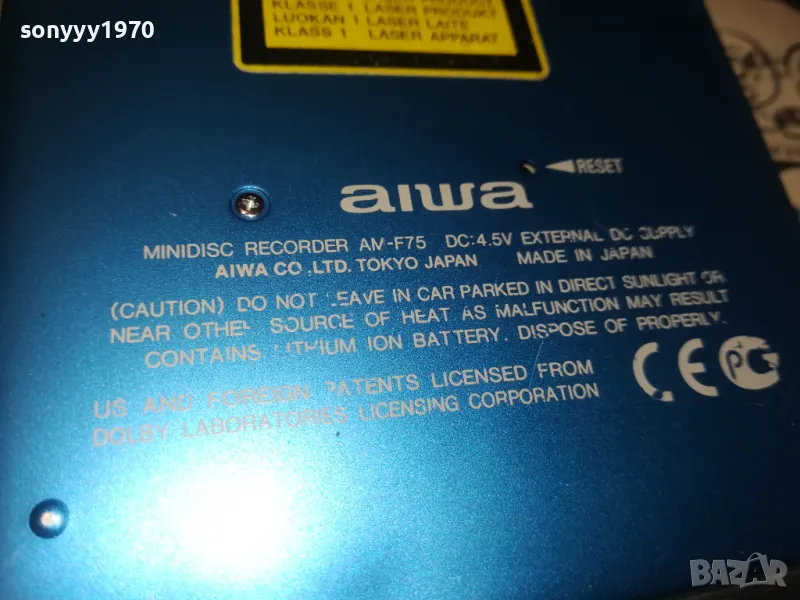 sonyyy1970
KLASSE 1 LASER PRODUKT
LUOKAN 1 LASER LAITE
KLASS 1 LASER APPARAT
RESET
aiwa
MINIDISC RECORDER AM-F75 DC:4.5V EXTERNAL DC SUPPLY
AIWA CO.,LTD. TOKYO JAPAN MADE IN JAPAN
(CAUTION) DO NOT LEAVE IN CAR PARKED IN DIRECT SUNLIGHT OR
NEAR OTHER SOURCE OF HEAT AS MALFUNCTION MAY RESULT
CONTAINS LITHIUM ION BATTERY. DISPOSE OF PROPERLY.
US AND FOREIGN PATENTS LICENSED FROM
DOLBY LABORATORIES LICENSING CORPORATION
CE
BAZAR